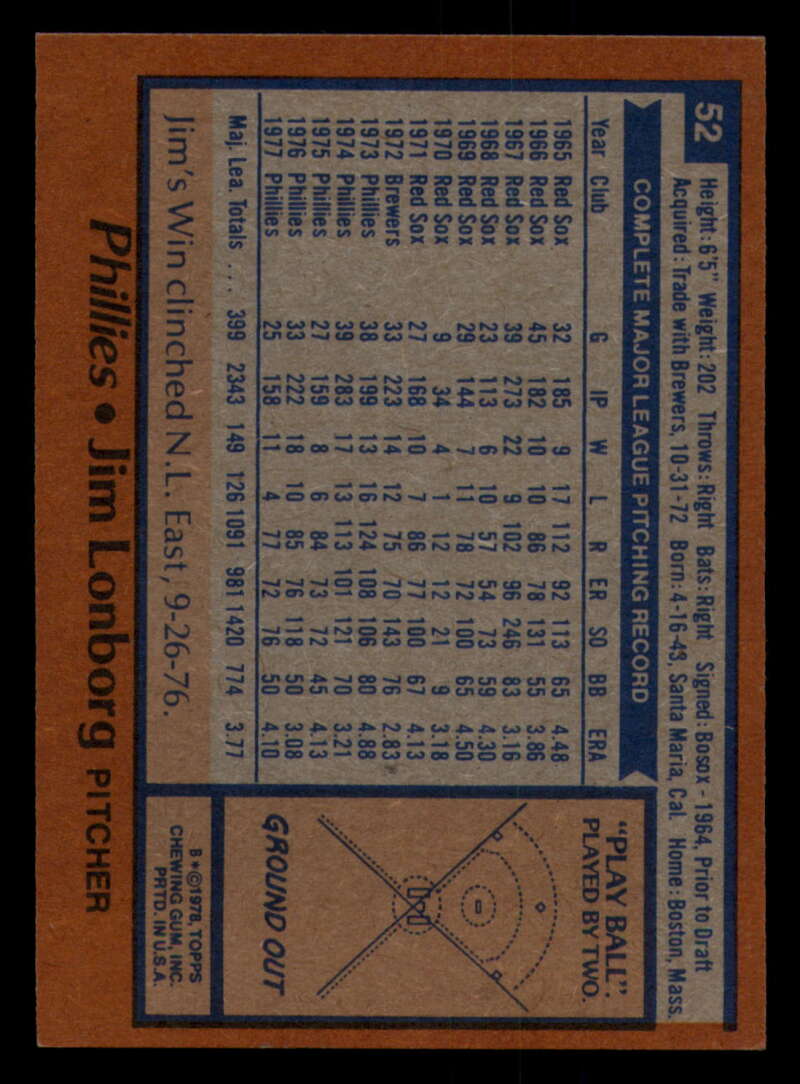 52
Height: 6'5" Weight: 202 Throws: Right Bats: Right Signed: Bosox - 1964, Prior to Draft
Acquired: Trade with Brewers, 10-31-72 Born: 4-16-43, Santa Maria, Cal. Home: Boston, Mass.
COMPLETE MAJOR LEAGUE PITCHING RECORD
Year Club G IP W L R ER SO BB ERA
1965 Red Sox 32 185 9 17 112 92 113 65 4.48
1966 Red Sox 45 182 10 10 86 78 131 55 3.86
1967 Red Sox 39 273 22 9 102 96 246 83 3.16
1968 Red Sox 23 113 6 10 57 54 73 59 4.30
1969 Red Sox 29 144 7 11 78 72 100 65 4.50
1970 Red Sox 9 34 4 1 12 12 21 9 3.18
1971 Red Sox 27 168 10 7 86 77 100 67 4.13
1972 Brewers 33 223 14 12 75 70 143 76 2.83
1973 Phillies 38 199 13 16 124 108 106 80 4.88
1974 Phillies 39 283 17 13 113 101 121 70 3.21
1975 Phillies 27 159 8 6 84 73 72 45 4.13
1976 Phillies 33 222 18 10 85 76 118 50 3.08
1977 Phillies 25 158 11 4 77 72 76 50 4.10
Maj. Lea. Totals .... 399 2343 149 126 1091 981 1420 774 3.77
Jim's Win clinched N.L. East, 9-26-76.
"PLAY BALL".
PLAYED BY TWO.
GROUND OUT
B*©1978, TOPPS
CHEWING GUM, INC.
PRTD. IN U.S.A.
Phillies • Jim Lonborg PITCHER